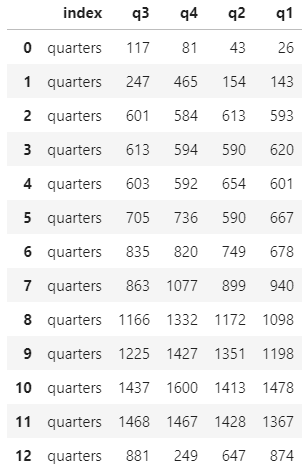 index q3 q4 q2 q1
0 quarters 117 81 43 26
1 quarters 247 465 154 143
2 quarters 601 584 613 593
3 quarters 613 594 590 620
4 quarters 603 592 654 601
5 quarters 705 736 590 667
6 quarters 835 820 749 678
7 quarters 863 1077 899 940
8 quarters 1166 1332 1172 1098
9 quarters 1225 1427 1351 1198
10 quarters 1437 1600 1413 1478
11 quarters 1468 1467 1428 1367
12 quarters 881 249 647 874